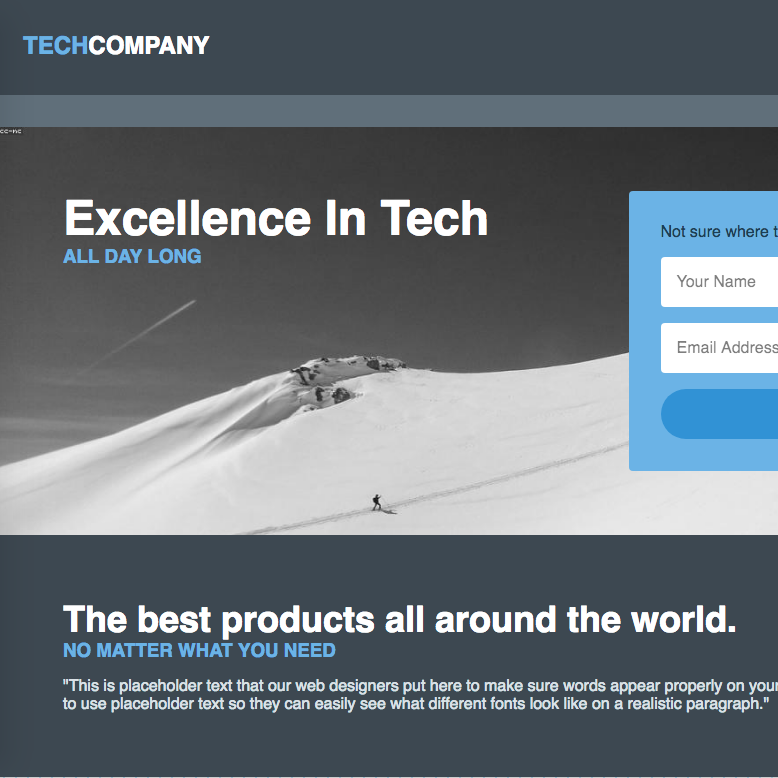 TECHCOMPANY
cc-nc
Excellence In Tech
ALL DAY LONG
Not sure where t
Your Name
Email Address
The best products all around the world.
NO MATTER WHAT YOU NEED
"This is placeholder text that our web designers put here to make sure words appear properly on your
to use placeholder text so they can easily see what different fonts look like on a realistic paragraph."